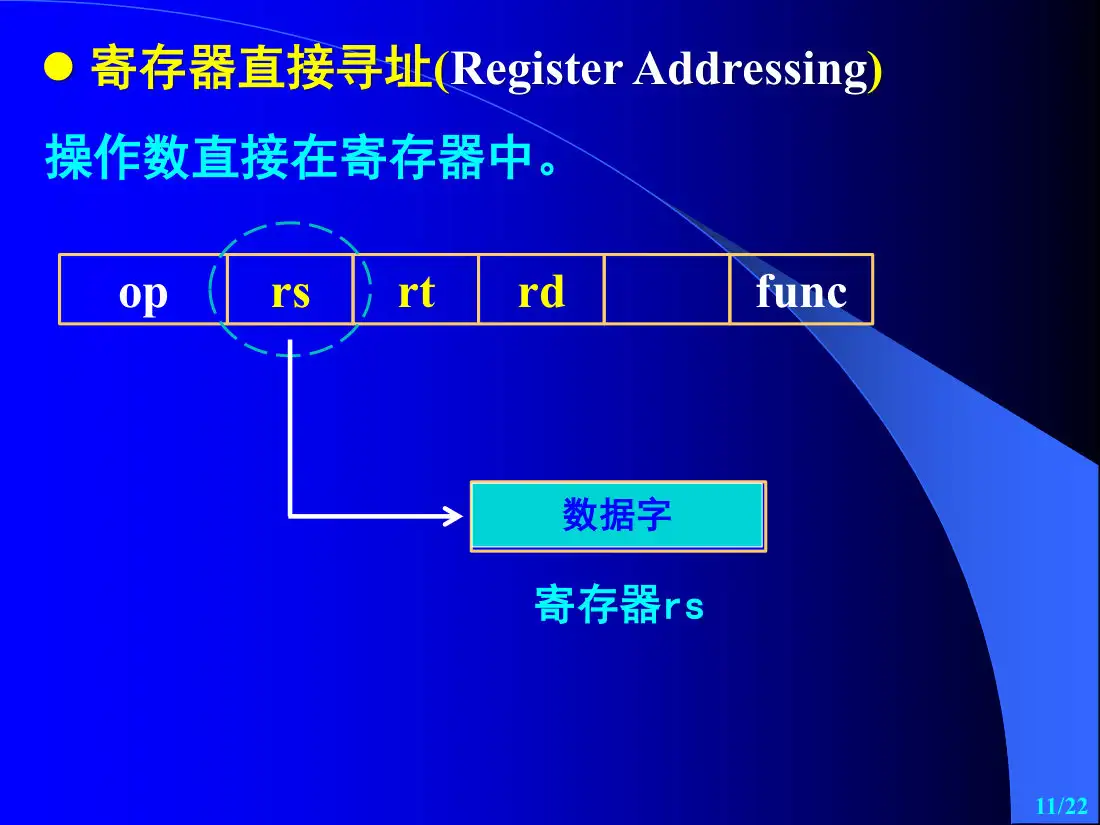 寄存器直接寻址(Register Addressing)
操作数直接在寄存器中。
op rs rt rd func
数据字
寄存器rs
11/22